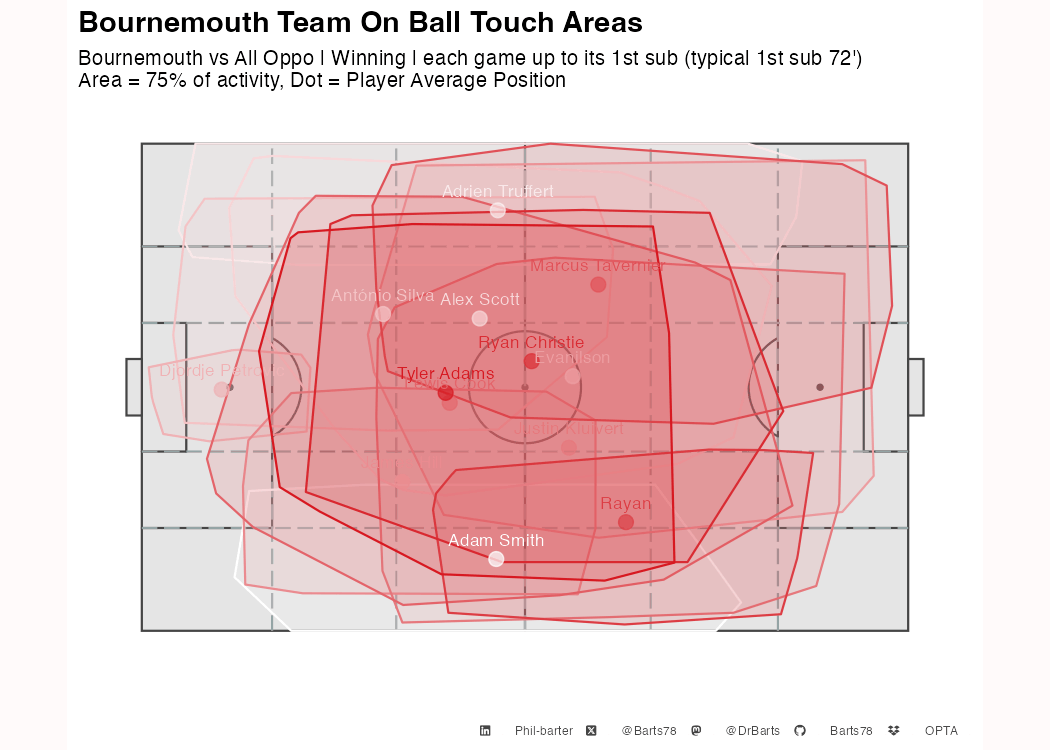 Bournemouth Team On Ball Touch Areas
Bournemouth vs All Oppo | Winning | each game up to its 1st sub (typical 1st sub 72')
Area = 75% of activity, Dot = Player Average Position
Adrien Truffert
Marcus Tavernier
António Silva
Alex Scott
Ryan Christie
Evanilson
Djordje
Tyler Adams
Lewis Cook
Justin Kluivert
Rayan
Adam Smith
Phil-barter
@Barts78
@DrBarts
Barts78
OPTA